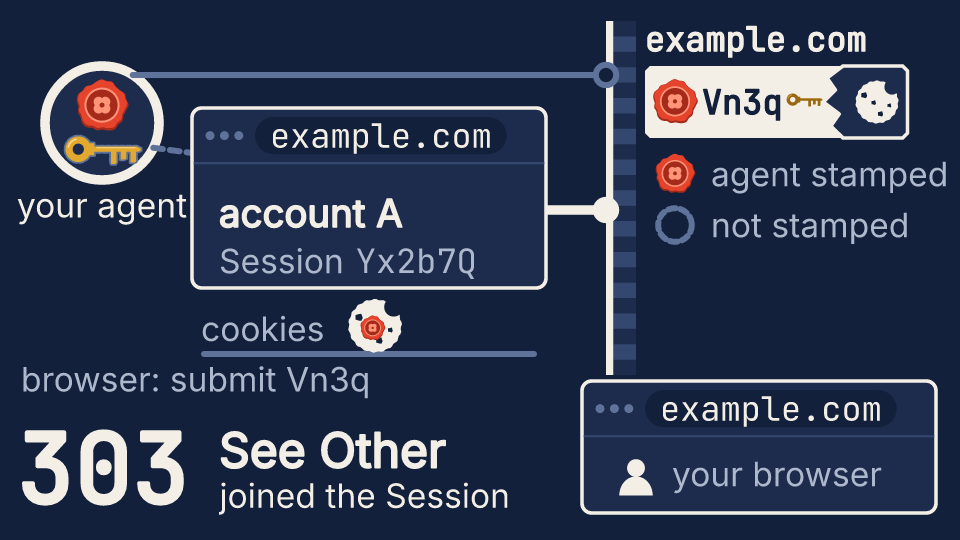 example.com
Vn3q
agent stamped
not stamped
your agent
example.com
account A
Session Yx2b7Q
cookies
browser: submit Vn3q
303
See Other
joined the Session
example.com
your browser